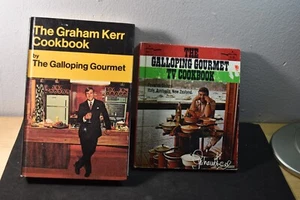 The Graham Kerr
Cookbook
by
The Galloping Gourmet
THE
GALLOPING GOURMET
TV COOKBOOK